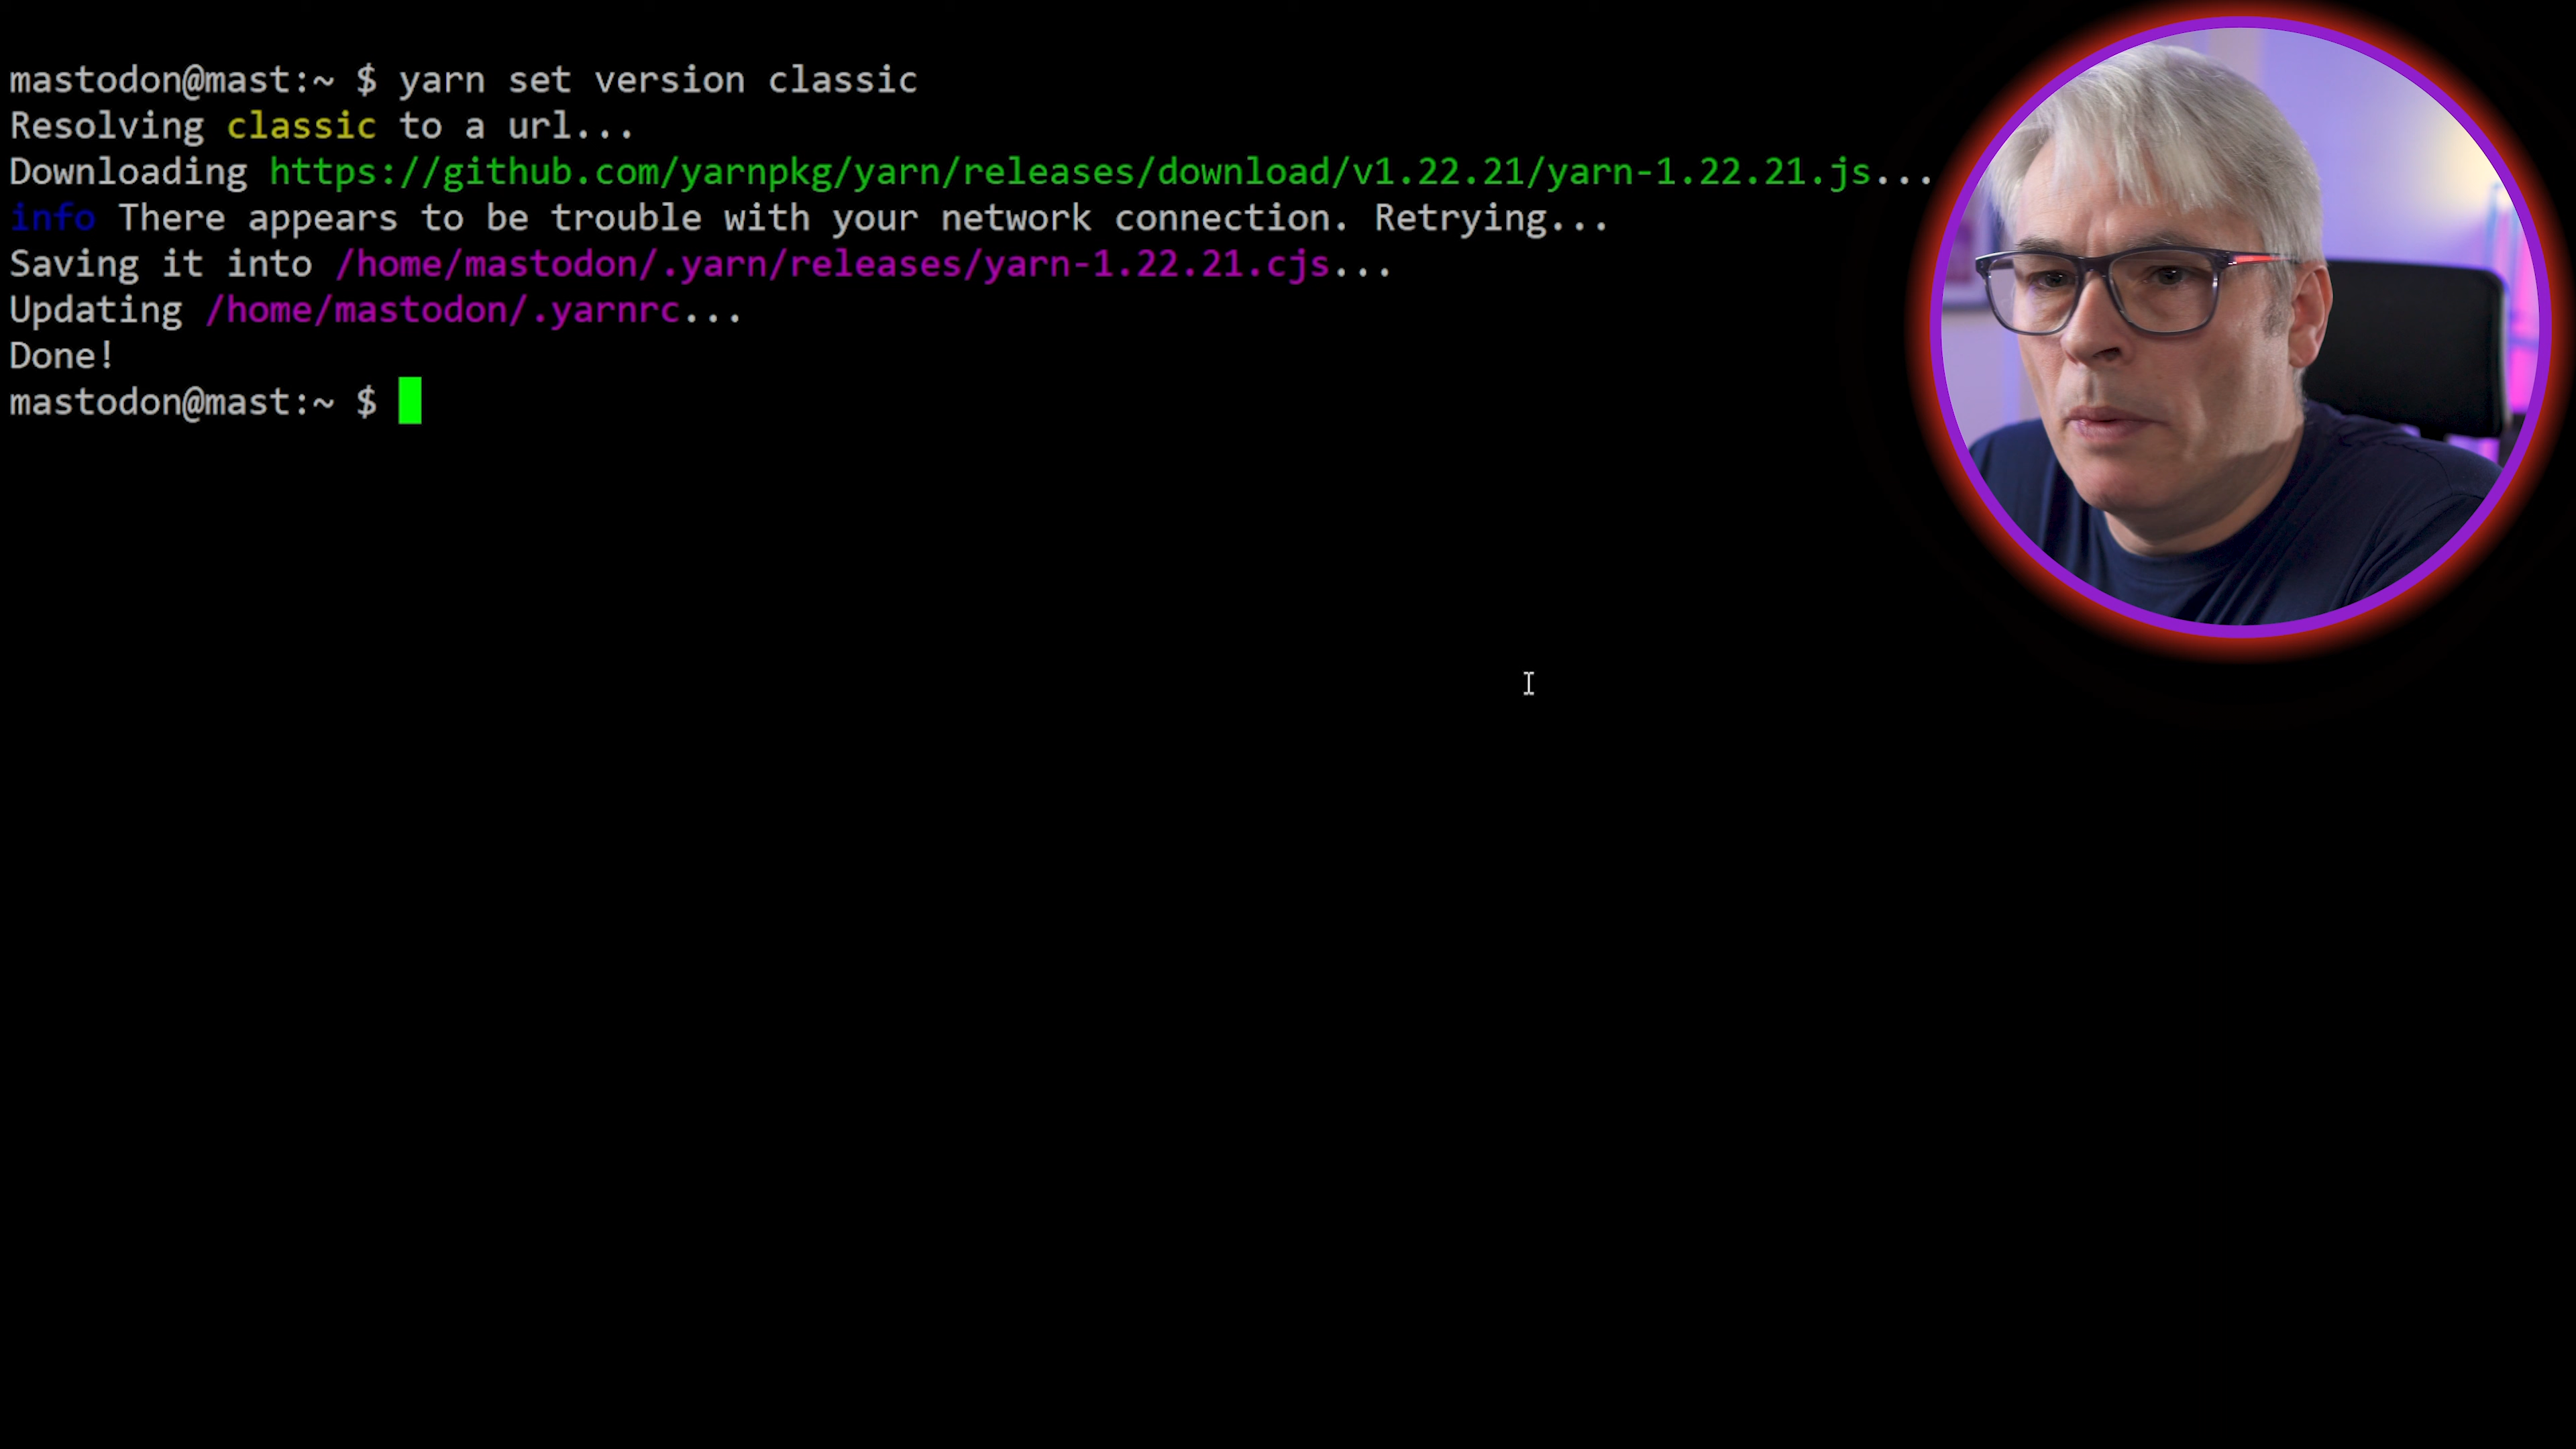 mastodon@mast:~ $ yarn set version classic
Resolving classic to a url...
Downloading https://github.com/yarnpkg/yarn/releases/download/v1.22.21/yarn-1.22.21.js...
info There appears to be trouble with your network connection. Retrying...
Saving it into /home/mastodon/.yarn/releases/yarn-1.22.21.cjs...
Updating /home/mastodon/.yarnrc...
Done!
mastodon@mast:~ $